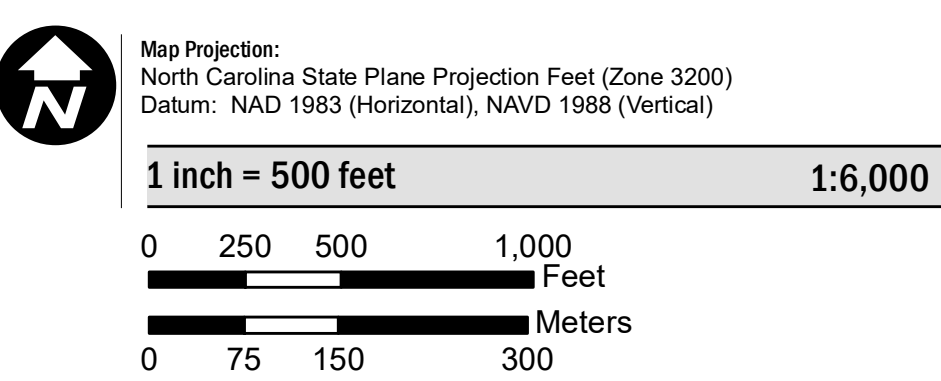 N
Map Projection:
North Carolina State Plane Projection Feet (Zone 3200)
Datum: NAD 1983 (Horizontal), NAVD 1988 (Vertical)
1 inch = 500 feet 1:6,000
0 250 500 1,000
Feet
Meters
0 75 150 300